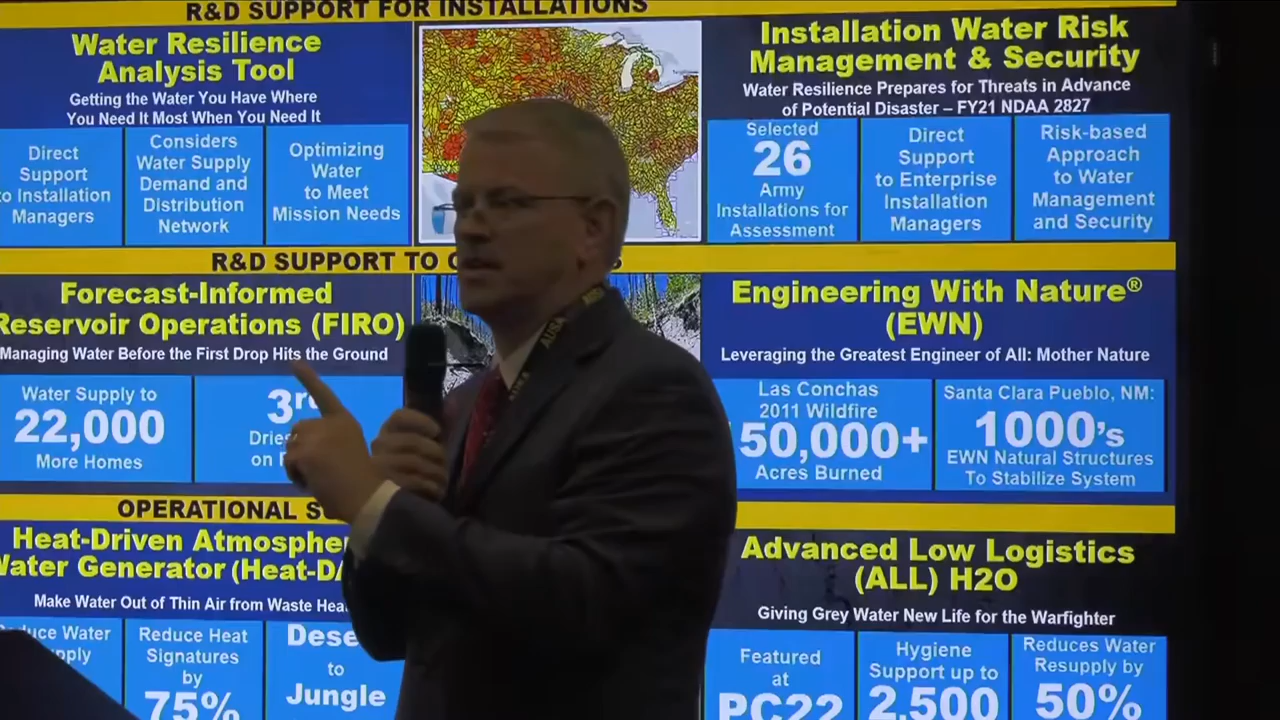 R&D SUPPORT FOR INSTALLATIONS
Water Resilience
Analysis Tool
Getting the Water You Have Where
You Need It Most When You Need It
Direct
Support
to Installation
Managers
Considers
Water Supply
Demand and
Distribution
Network
Optimizing
Water
to Meet
Mission Needs
Installation Water Risk
Management & Security
Water Resilience Prepares for Threats in Advance
of Potential Disaster – FY21 NDAA 2827
Selected
26
Army
Installations for
Assessment
Direct
Support
to Enterprise
Installation
Managers
Risk-based
Approach
to Water
Management
and Security
R&D SUPPORT TO
Forecast-Informed
Reservoir Operations (FIRO)
Managing Water Before the First Drop Hits the Ground
Water Supply to
22,000
More Homes
3rd
on
Engineering With Nature®
(EWN)
Leveraging the Greatest Engineer of All: Mother Nature
Las Conchas
2011 Wildfire
50,000+
Acres Burned
Santa Clara Pueblo, NM:
1000's
EWN Natural Structures
To Stabilize System
AUSA
OPERATIONAL
Heat-Driven
Water Generator
Make Water Out of Thin Air from Waste
Water
Reduce Heat
Signatures
by
75%
to
Jungle
Advanced Low Logistics
(ALL) H2O
Giving Grey Water New Life for the Warfighter
Featured
at
PC22
Hygiene
Support up to
2,500
Reduces Water
Resupply by
50%